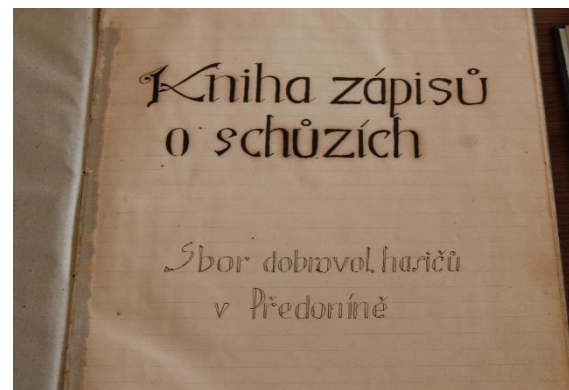 Kniha zápisů
o schůzích
Sbor dobrovol. hasičů
v Předoníně